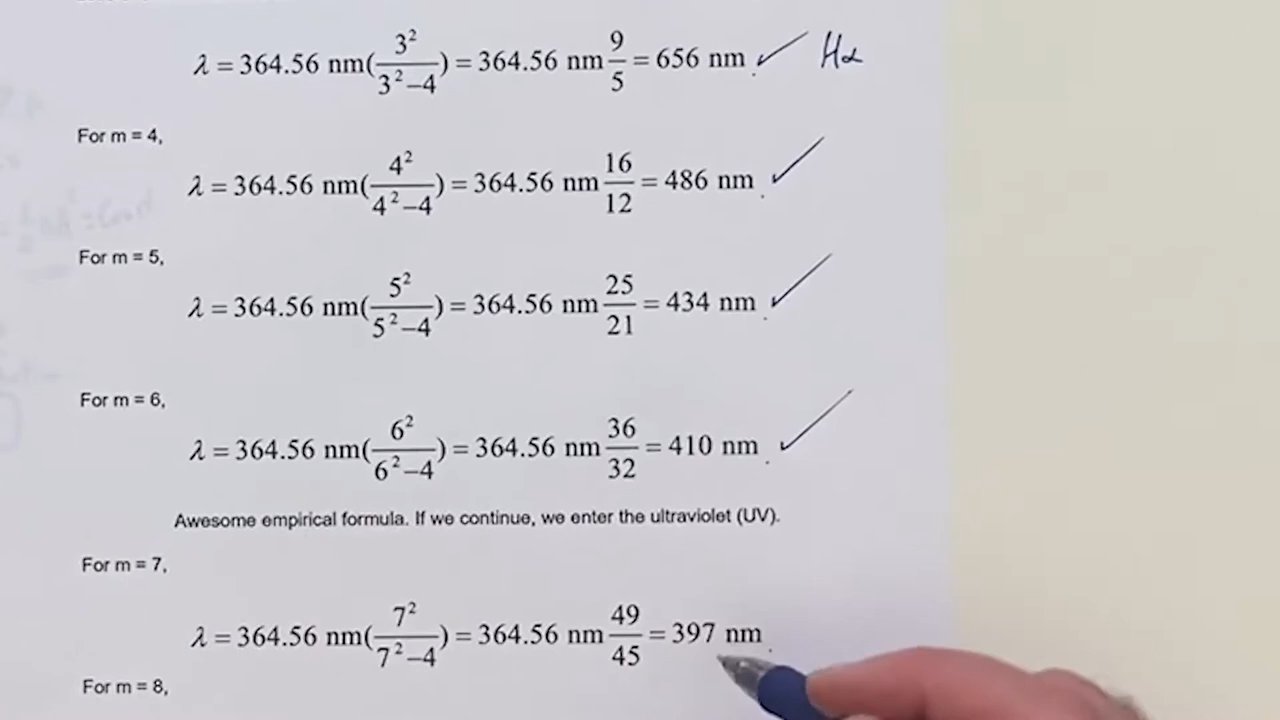 λ = 364.56 nm(3²/3²−4) = 364.56 nm 9/5 = 656 nm ✓ Hα
For m = 4,
λ = 364.56 nm(4²/4²−4) = 364.56 nm 16/12 = 486 nm. ✓
For m = 5,
λ = 364.56 nm(5²/5²−4) = 364.56 nm 25/21 = 434 nm. ✓
For m = 6,
λ = 364.56 nm(6²/6²−4) = 364.56 nm 36/32 = 410 nm. ✓
Awesome empirical formula. If we continue, we enter the ultraviolet (UV).
For m = 7,
λ = 364.56 nm(7²/7²−4) = 364.56 nm 49/45 = 397 nm.
For m = 8,